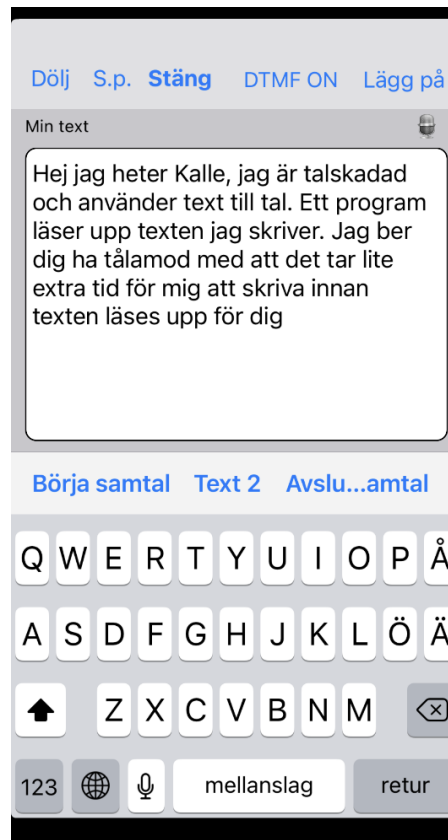 Dölj S.p. Stäng DTMF ON Lägg på
Min text
Hej jag heter Kalle, jag är talskadad
och använder text till tal. Ett program
läser upp texten jag skriver. Jag ber
dig ha tålamod med att det tar lite
extra tid för mig att skriva innan
texten läses upp för dig
Börja samtal Text 2 Avslu...amtal
Q W E R T Y U I O P Å
A S D F G H J K L Ö Ä
Z X C V B N M
123 mellanslag retur